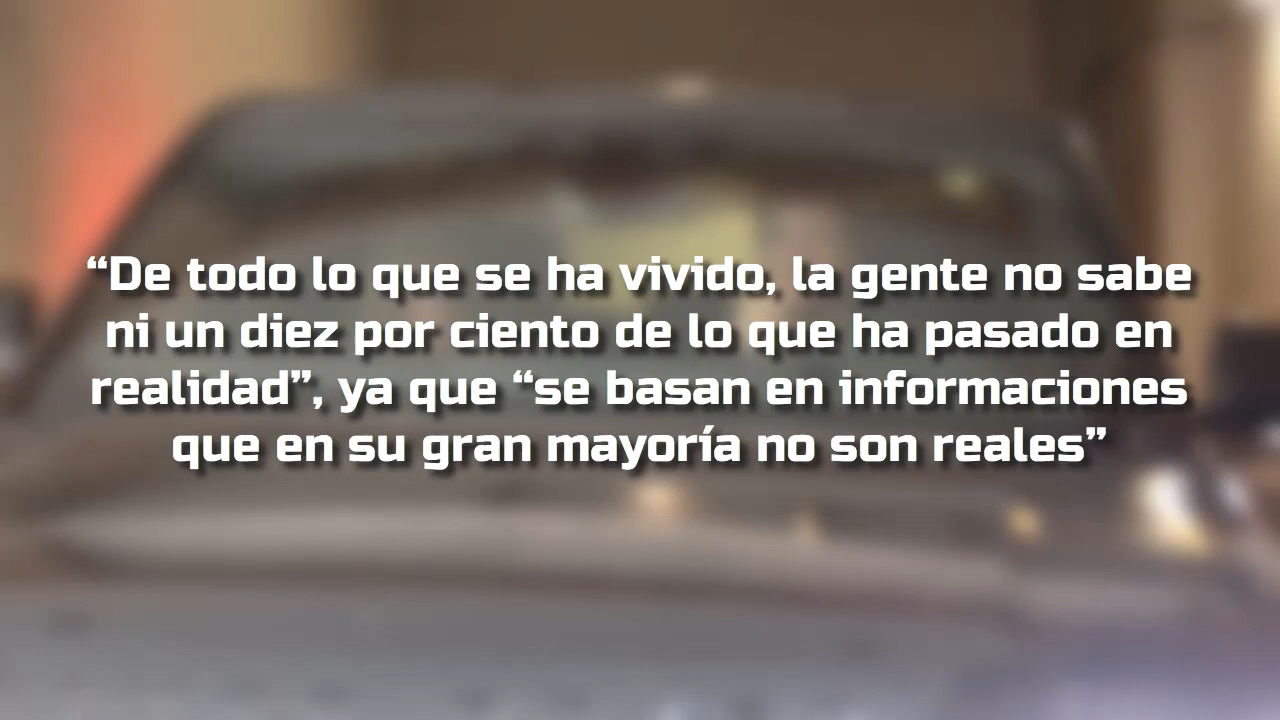 “De todo lo que se ha vivido, la gente no sabe
ni un diez por ciento de lo que ha pasado en
realidad”, ya que “se basan en informaciones
que en su gran mayoría no son reales”